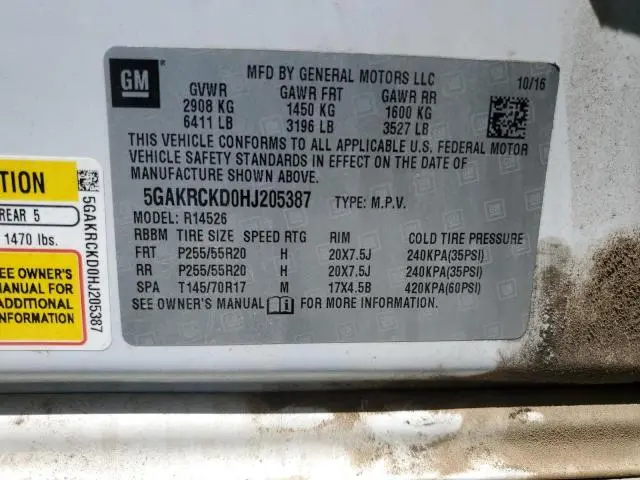 GM
MFD BY GENERAL MOTORS LLC 10/16
GVWR GAWR FRT GAWR RR
2908 KG 1450 KG 1600 KG
6411 LB 3196 LB 3527 LB
THIS VEHICLE CONFORMS TO ALL APPLICABLE U.S. FEDERAL MOTOR
VEHICLE SAFETY STANDARDS IN EFFECT ON THE DATE OF
MANUFACTURE SHOWN ABOVE.
5GAKRCKD0HJ205387 TYPE: M.P.V.
MODEL: R14526
RBBM TIRE SIZE SPEED RTG RIM COLD TIRE PRESSURE
FRT P255/55R20 H 20X7.5J 240KPA(35PSI)
RR P255/55R20 H 20X7.5J 240KPA(35PSI)
SPA T145/70R17 M 17X4.5B 420KPA(60PSI)
SEE OWNER'S MANUAL FOR MORE INFORMATION.
TION
REAR 5
1470 lbs.
SEE OWNER'S
MANUAL FOR
ADDITIONAL
INFORMATION
5GAKRCKD0HJ205387